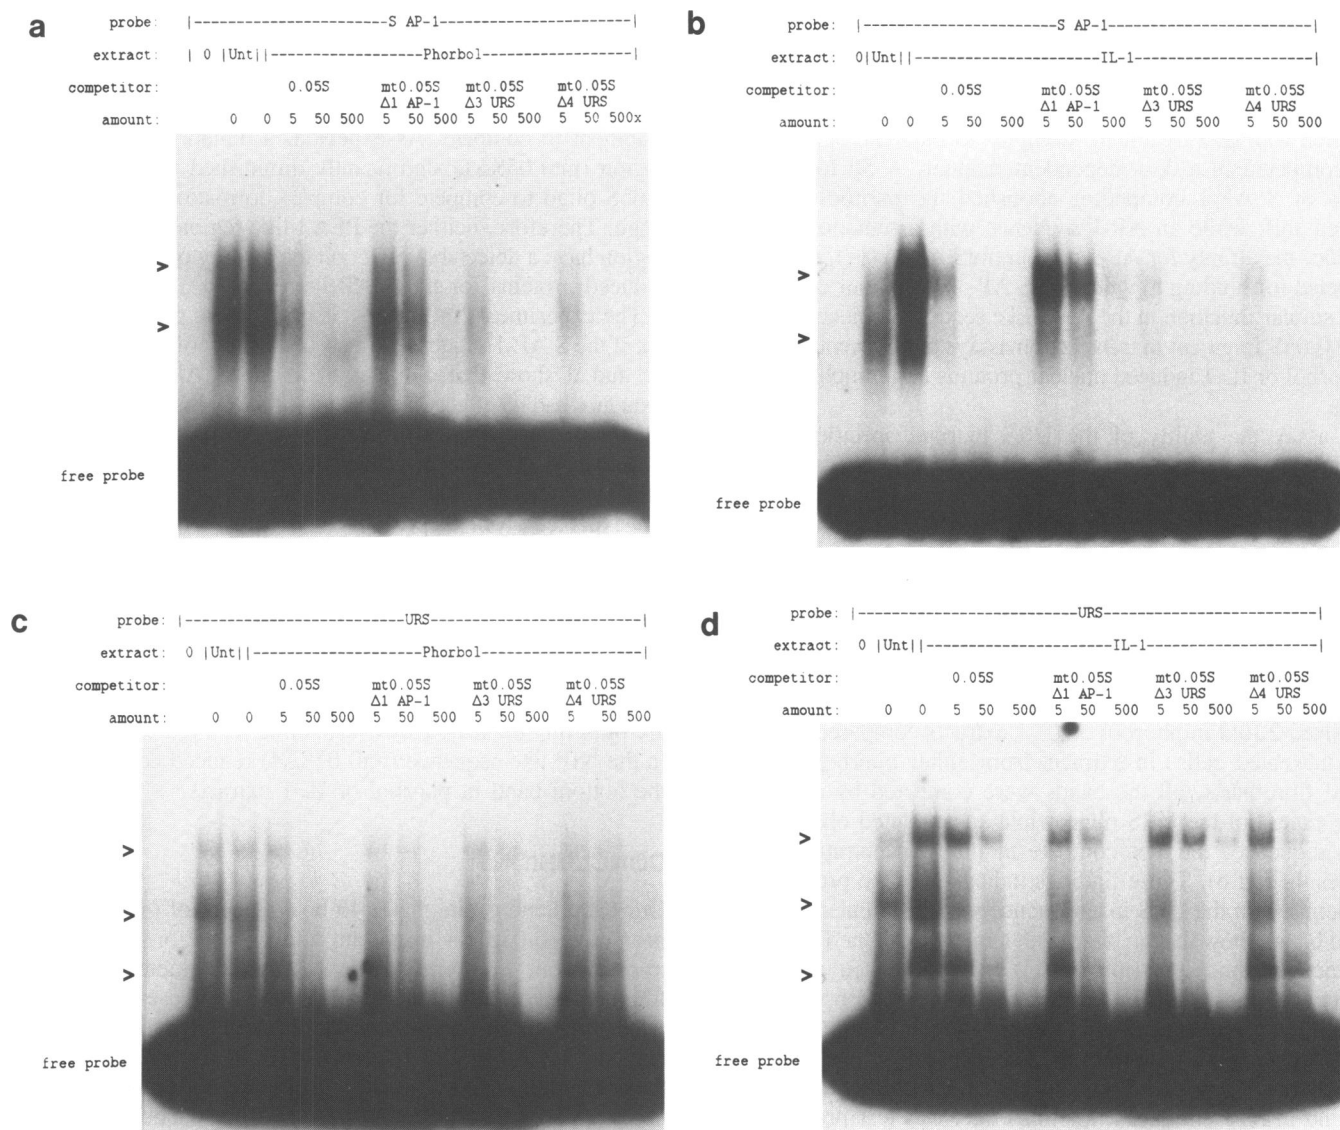 a
probe: |-----------------------S AP-1-----------------------|
extract: | 0 |Unt||------------------Phorbol------------------|
competitor: 0.05S mt0.05S mt0.05S mt0.05S
Δ1 AP-1 Δ3 URS Δ4 URS
amount: 0 0 5 50 500 5 50 500 5 50 500 5 50 500x
>
>
free probe
b
probe: |-----------------------S AP-1-----------------------|
extract: 0|Unt||----------------------IL-1----------------------|
competitor: 0.05S mt0.05S mt0.05S mt0.05S
Δ1 AP-1 Δ3 URS Δ4 URS
amount: 0 0 5 50 500 5 50 500 5 50 500 5 50 500
>
>
free probe
c
probe: |--------------------------URS--------------------------|
extract: 0 |Unt||--------------------Phorbol--------------------|
competitor: 0.05S mt0.05S mt0.05S mt0.05S
Δ1 AP-1 Δ3 URS Δ4 URS
amount: 0 0 5 50 500 5 50 500 5 50 500 5 50 500
>
>
>
free probe
d
probe: |--------------------------URS--------------------------|
extract: 0 |Unt||----------------------IL-1----------------------|
competitor: 0.05S mt0.05S mt0.05S mt0.05S
Δ1 AP-1 Δ3 URS Δ4 URS
amount: 0 0 5 50 500 5 50 500 5 50 500 5 50 500
>
>
>
free probe